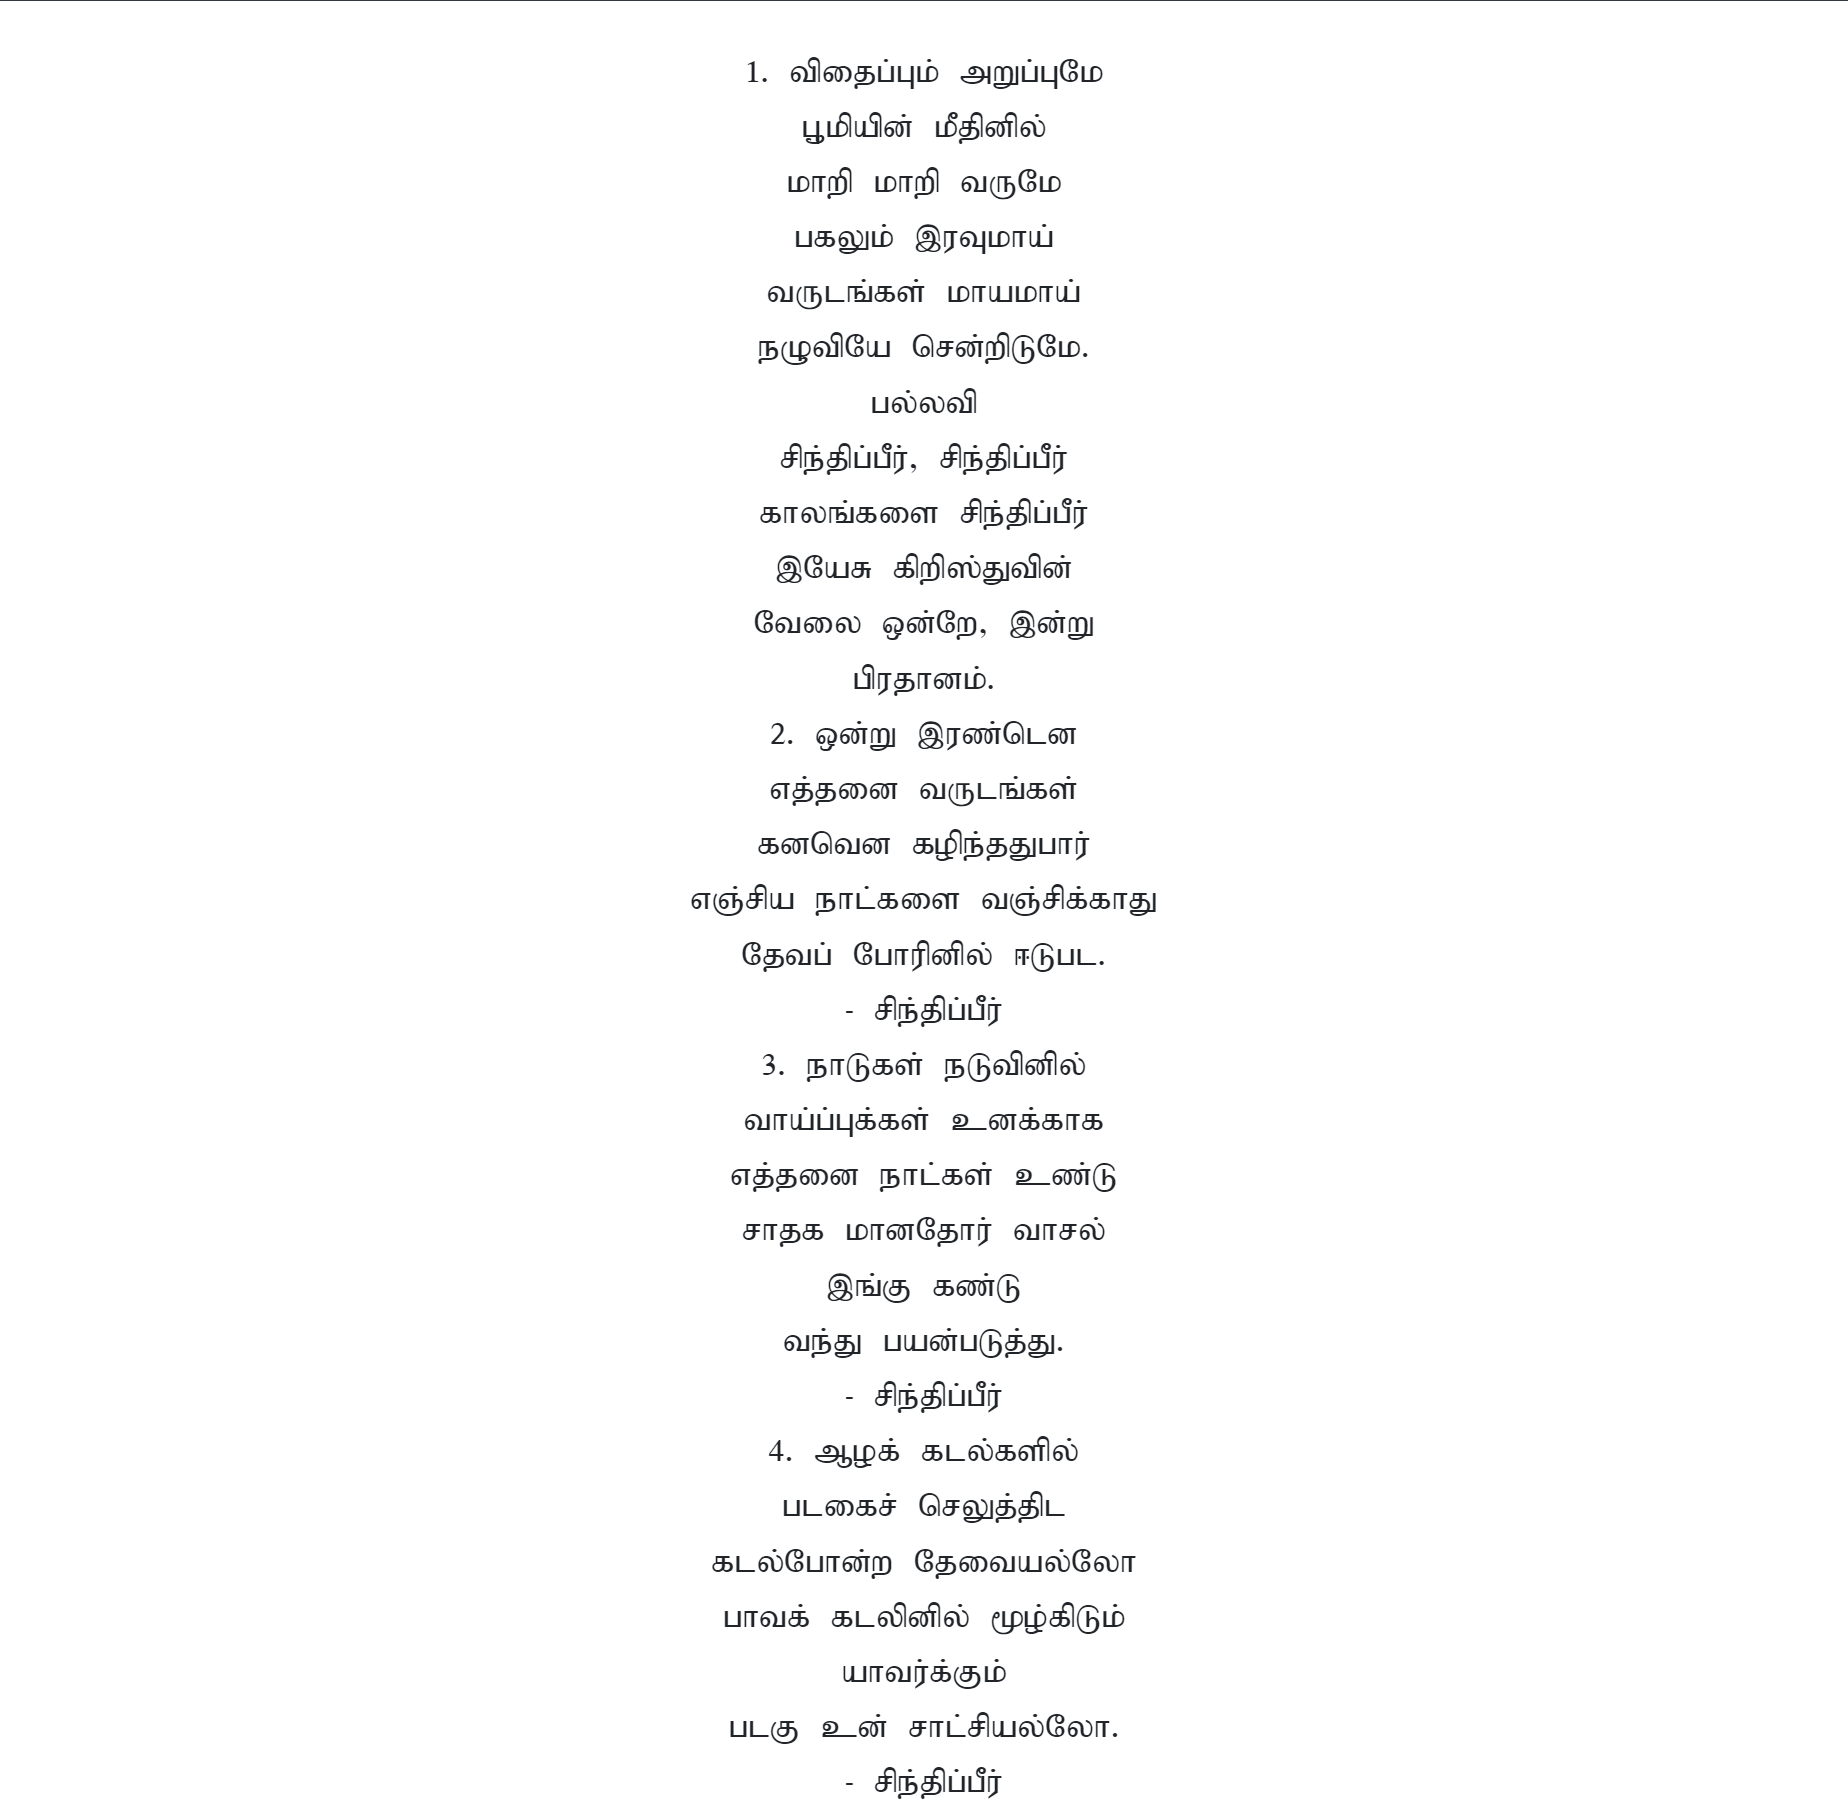 1. விதைப்பும் அறுப்புமே
பூமியின் மீதினில்
மாறி மாறி வருமே
பகலும் இரவுமாய்
வருடங்கள் மாயமாய்
நழுவியே சென்றிடுமே.
பல்லவி
சிந்திப்பீர், சிந்திப்பீர்
காலங்களை சிந்திப்பீர்
இயேசு கிறிஸ்துவின்
வேலை ஒன்றே, இன்று
பிரதானம்.
2. ஒன்று இரண்டென
எத்தனை வருடங்கள்
கனவென கழிந்ததுபார்
எஞ்சிய நாட்களை வஞ்சிக்காது
தேவப் போரினில் ஈடுபட.
- சிந்திப்பீர்
3. நாடுகள் நடுவினில்
வாய்ப்புக்கள் உனக்காக
எத்தனை நாட்கள் உண்டு
சாதக மானதோர் வாசல்
இங்கு கண்டு
வந்து பயன்படுத்து.
- சிந்திப்பீர்
4. ஆழக் கடல்களில்
படகைச் செலுத்திட
கடல்போன்ற தேவையல்லோ
பாவக் கடலினில் மூழ்கிடும்
யாவர்க்கும்
படகு உன் சாட்சியல்லோ.
- சிந்திப்பீர்